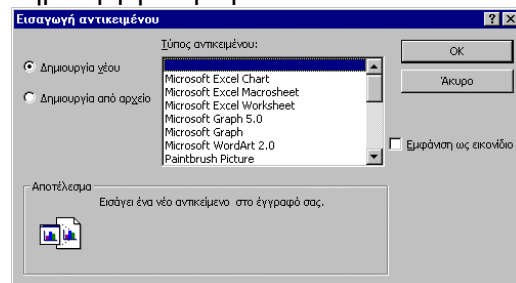 Εισαγωγή αντικειμένου
Τύπος αντικειμένου:
Δημιουργία νέου
Δημιουργία από αρχείο
Microsoft Excel Chart
Microsoft Excel Macrosheet
Microsoft Excel Worksheet
Microsoft Graph 5.0
Microsoft Graph
Microsoft WordArt 2.0
Paintbrush Picture
OK
Άκυρο
Εμφάνιση ως εικονίδιο
Αποτέλεσμα
Εισάγει ένα νέο αντικείμενο στο έγγραφό σας.